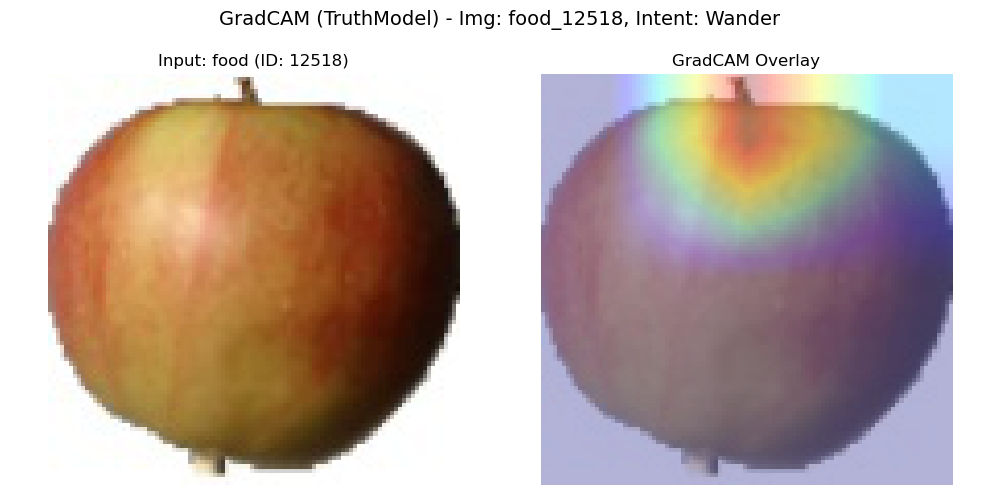 GradCAM (TruthModel) - Img: food_12518, Intent: Wander
Input: food (ID: 12518)
GradCAM Overlay